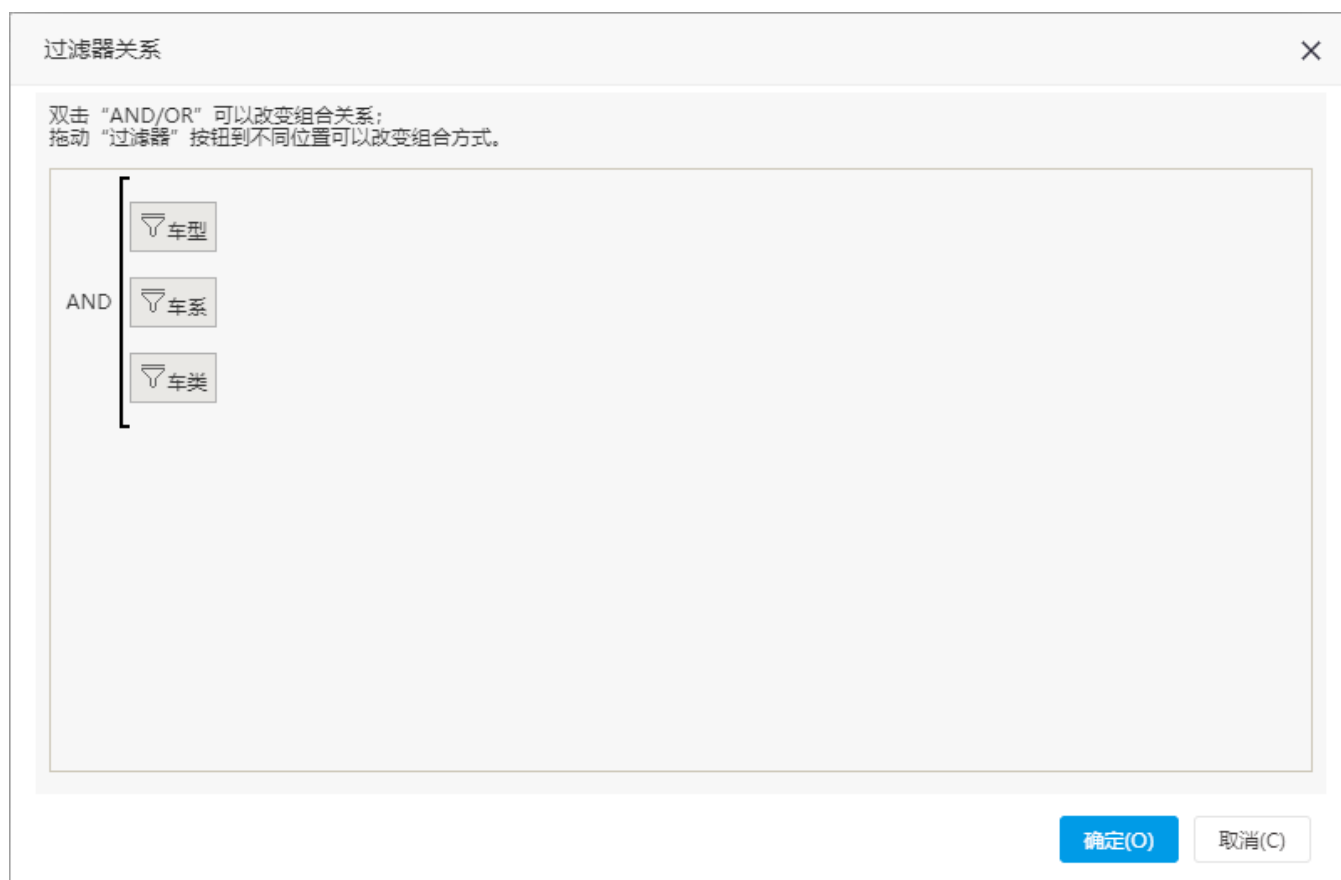 过滤器关系
双击“AND/OR”可以改变组合关系；
拖动“过滤器”按钮到不同位置可以改变组合方式。
车型
AND
车系
车类
确定(O)
取消(C)